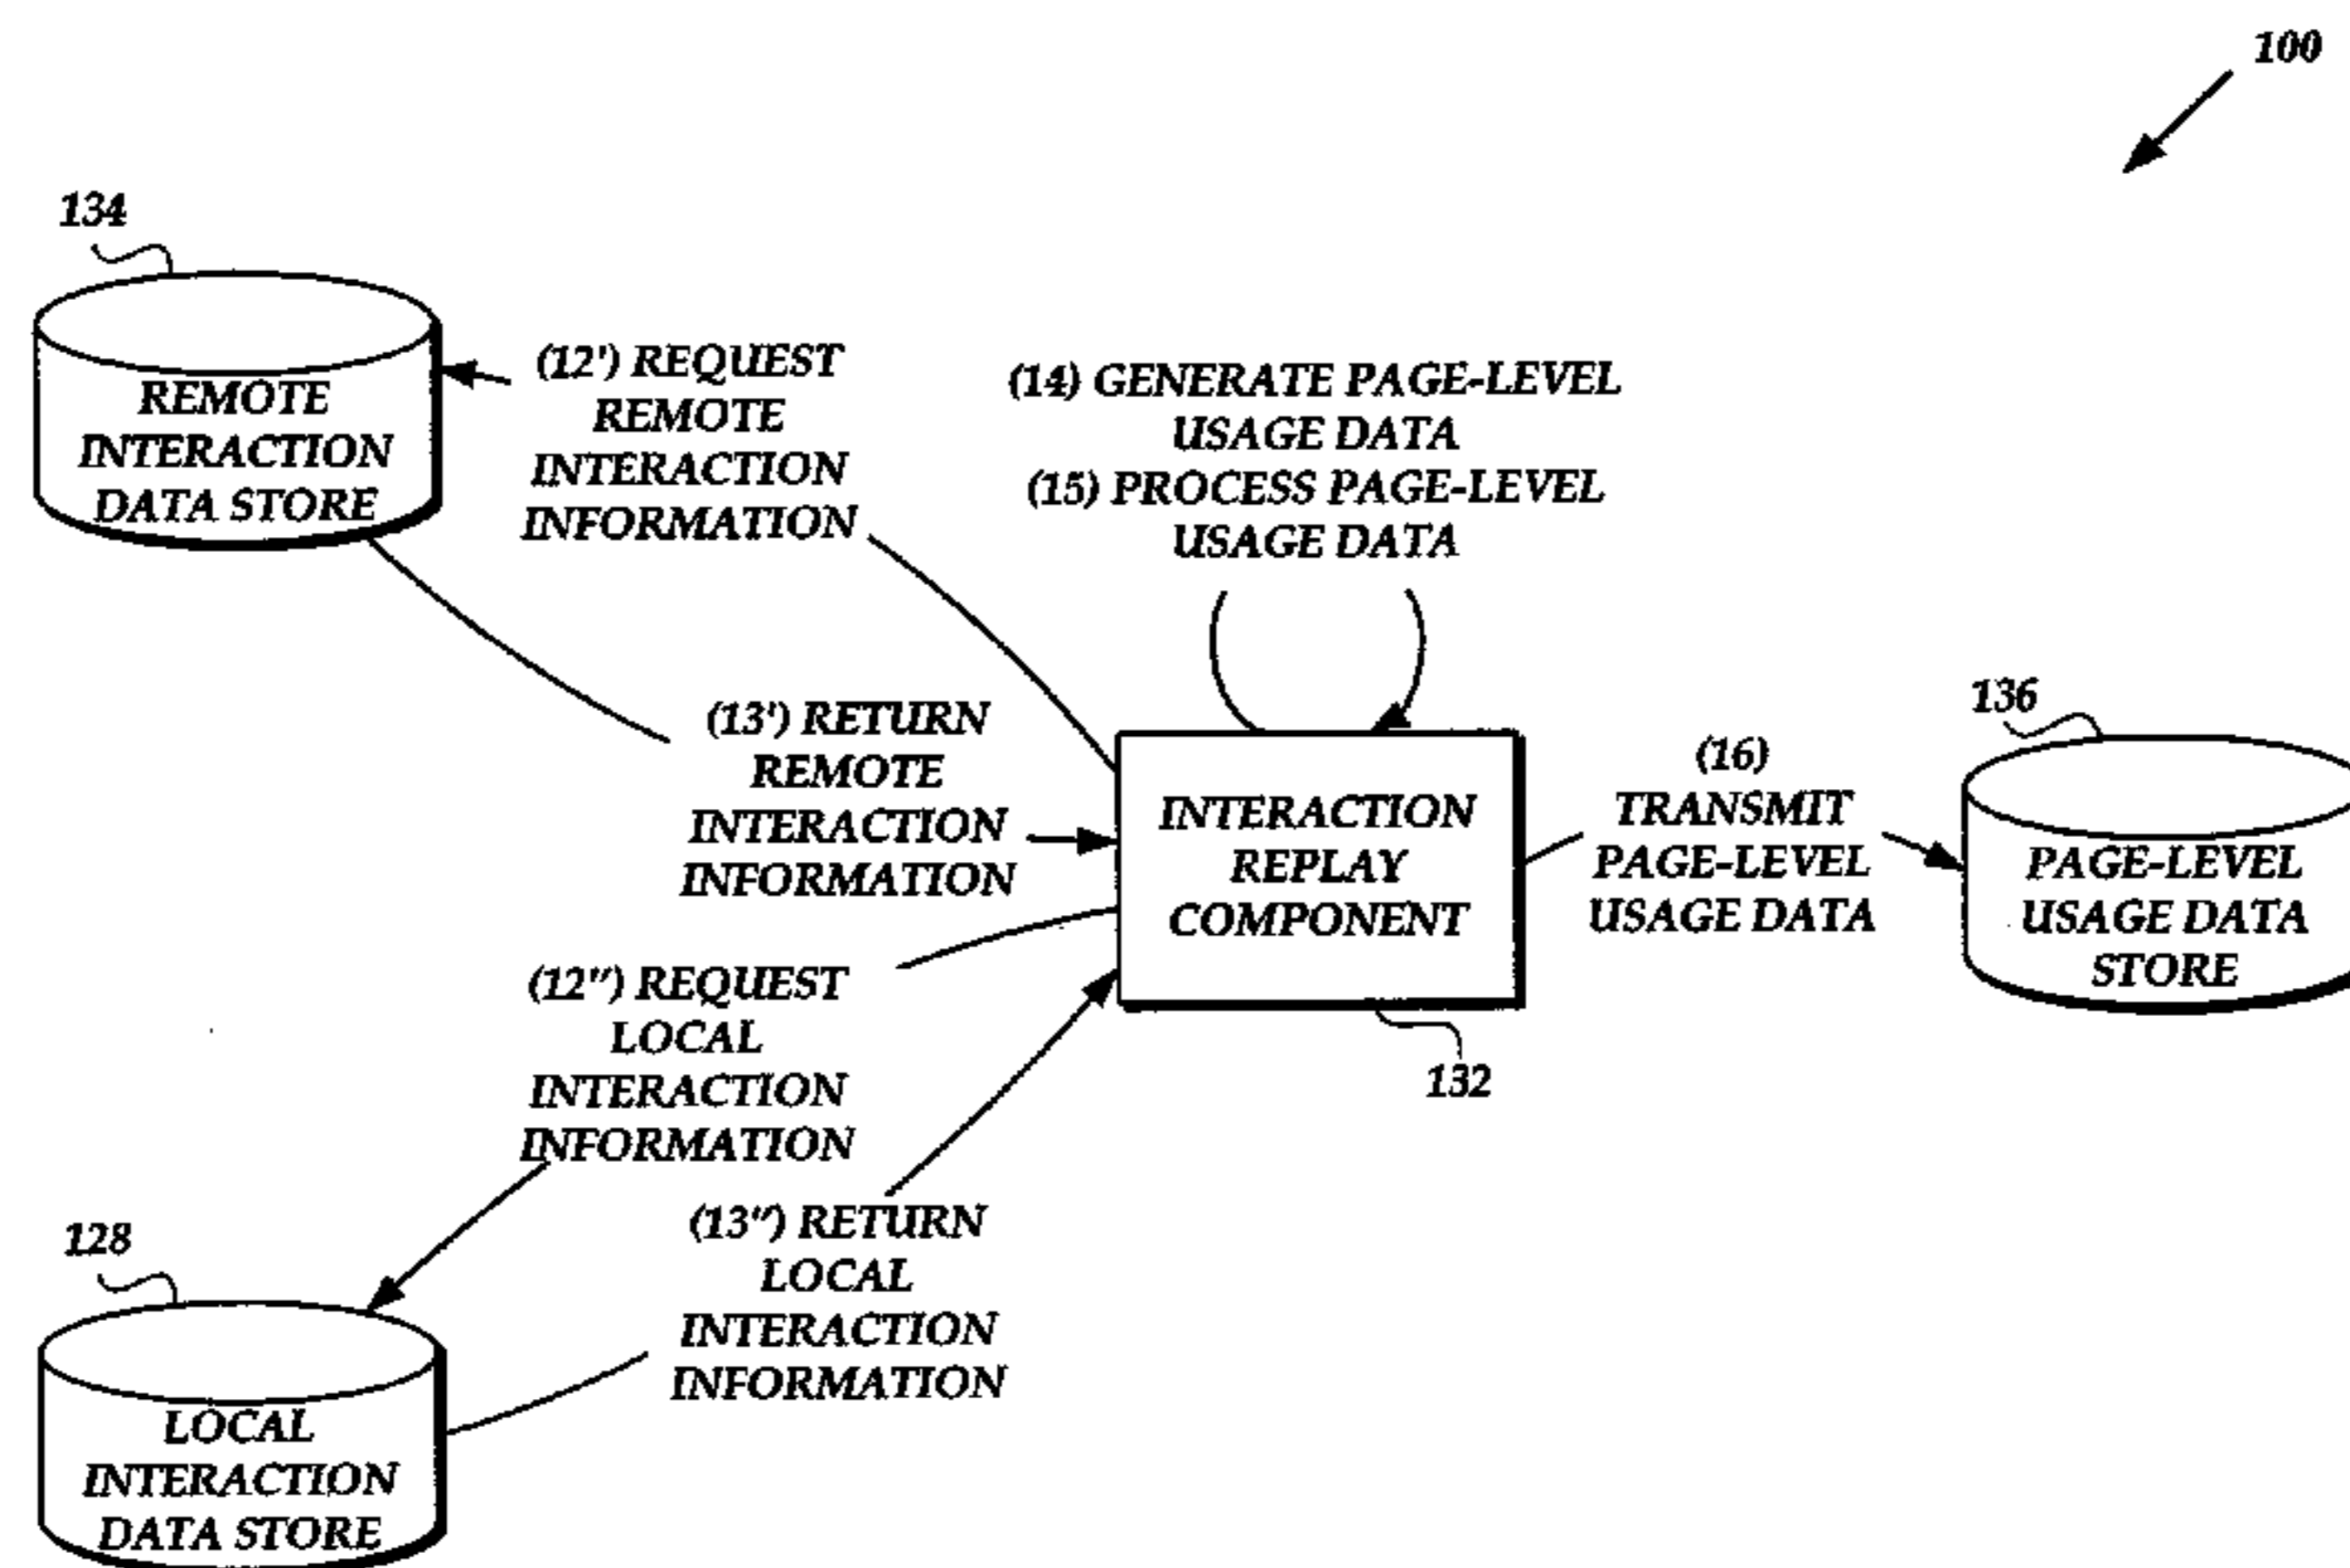 100
134
REMOTE
INTERACTION
DATA STORE
(12') REQUEST
REMOTE
INTERACTION
INFORMATION
(14) GENERATE PAGE-LEVEL
USAGE DATA
(15) PROCESS PAGE-LEVEL
USAGE DATA
(13') RETURN
REMOTE
INTERACTION
INFORMATION
INTERACTION
REPLAY
COMPONENT
132
(16)
TRANSMIT
PAGE-LEVEL
USAGE DATA
136
PAGE-LEVEL
USAGE DATA
STORE
(12") REQUEST
LOCAL
INTERACTION
INFORMATION
(13") RETURN
LOCAL
INTERACTION
INFORMATION
128
LOCAL
INTERACTION
DATA STORE